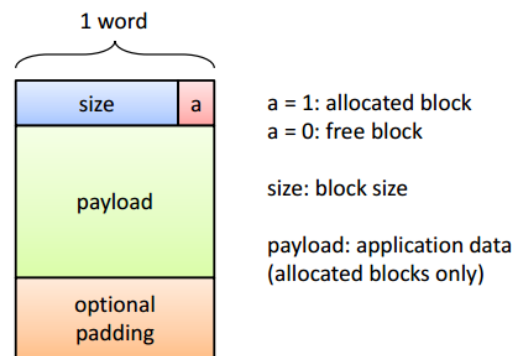 1 word
size
a
a = 1: allocated block
a = 0: free block
size: block size
payload
payload: application data
(allocated blocks only)
optional
padding